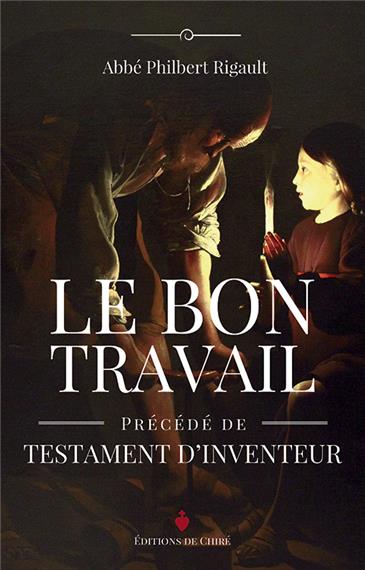 Abbé Philbert Rigault
LE BON
TRAVAIL
PRÉCÉDÉ DE
TESTAMENT D'INVENTEUR
ÉDITIONS DE CHIRÉ